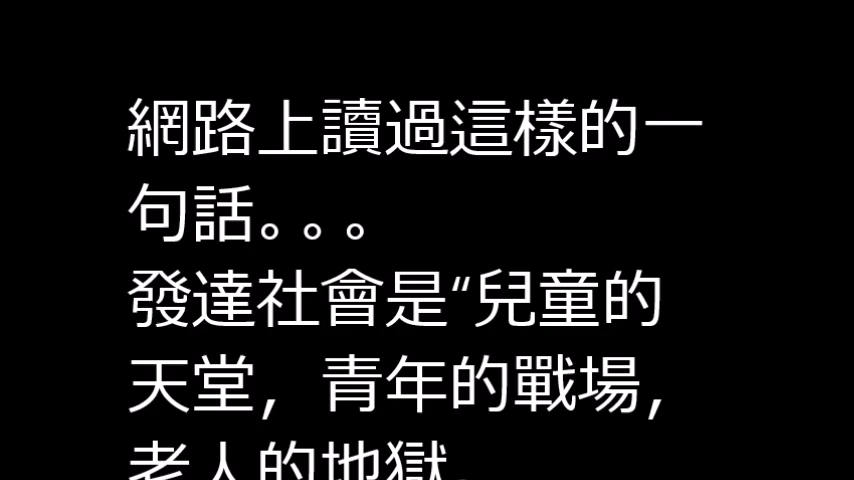 網路上讀過這樣的一
句話。。。
發達社會是“兒童的
天堂，青年的戰場，
老人的地獄